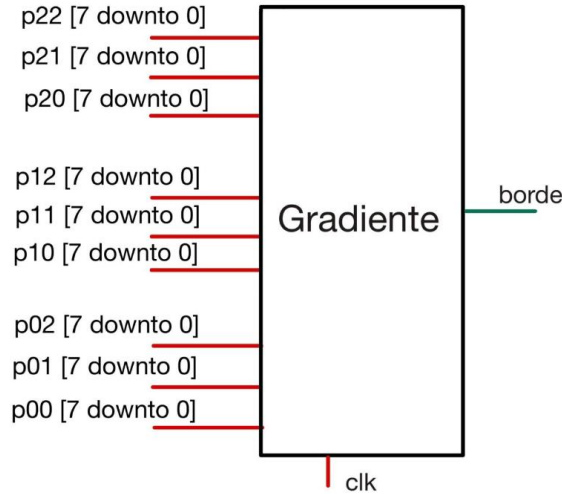 p22 [7 downto 0]
p21 [7 downto 0]
p20 [7 downto 0]
p12 [7 downto 0]
p11 [7 downto 0]
p10 [7 downto 0]
p02 [7 downto 0]
p01 [7 downto 0]
p00 [7 downto 0]
Gradiente
borde
clk